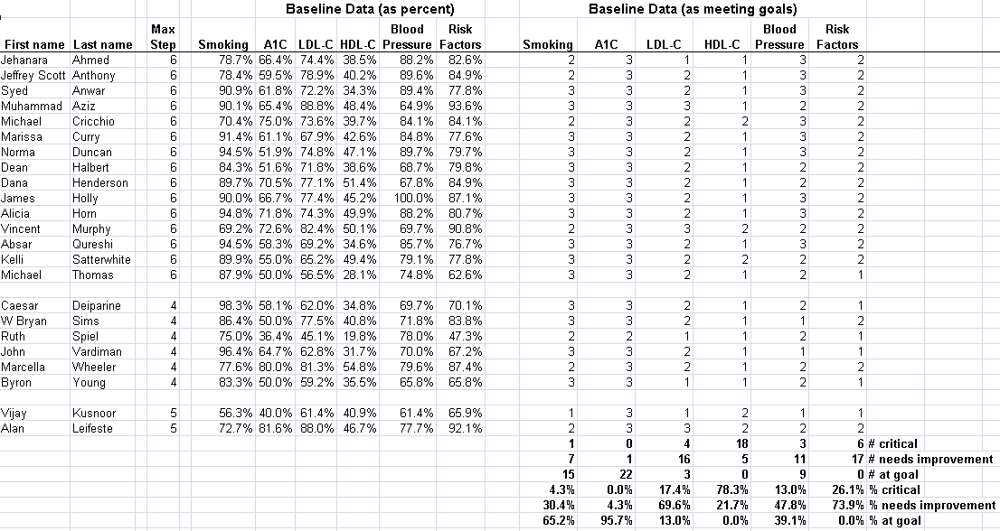 Baseline Data (as percent) Baseline Data (as meeting goals)
Max Blood Risk Blood Risk
First name Last name Step Smoking A1C LDL-C HDL-C Pressure Factors Smoking A1C LDL-C HDL-C Pressure Factors
Jehanara Ahmed 6 78.7% 66.4% 74.4% 38.5% 88.2% 82.6% 2 3 1 1 3 2
Jeffrey Scott Anthony 6 78.4% 59.5% 78.9% 40.2% 89.6% 84.9% 2 3 2 1 3 2
Syed Anwar 6 90.9% 61.8% 72.2% 34.3% 89.4% 77.8% 3 3 2 1 3 2
Muhammad Aziz 6 90.1% 65.4% 88.8% 48.4% 64.9% 93.6% 3 3 3 1 2 2
Michael Cricchio 6 70.4% 75.0% 73.6% 39.7% 84.1% 84.1% 2 3 2 2 3 2
Marissa Curry 6 91.4% 61.1% 67.9% 42.6% 84.8% 77.6% 3 3 2 1 3 2
Norma Duncan 6 94.5% 51.9% 74.8% 47.1% 89.7% 79.7% 3 3 2 1 3 2
Dean Halbert 6 84.3% 51.6% 71.8% 38.6% 68.7% 79.8% 3 3 2 1 2 2
Dana Henderson 6 89.7% 70.5% 77.1% 51.4% 67.8% 84.9% 3 3 2 1 2 2
James Holly 6 90.0% 66.7% 77.4% 45.2% 100.0% 87.1% 3 3 2 1 3 2
Alicia Horn 6 94.8% 71.8% 74.3% 49.9% 88.2% 80.7% 3 3 2 1 3 2
Vincent Murphy 6 69.2% 72.6% 82.4% 50.1% 69.7% 90.8% 2 3 3 2 2 2
Absar Qureshi 6 94.5% 58.3% 69.2% 34.6% 85.7% 76.7% 3 3 2 1 3 2
Kelli Satterwhite 6 89.9% 55.0% 65.2% 49.4% 79.1% 77.8% 3 3 2 2 2 2
Michael Thomas 6 87.9% 50.0% 56.5% 28.1% 74.8% 62.6% 3 3 2 1 2 1
Caesar Deiparine 4 98.3% 58.1% 62.0% 34.8% 69.7% 70.1% 3 3 2 1 2 1
W Bryan Sims 4 86.4% 50.0% 77.5% 40.8% 71.8% 83.8% 3 3 2 1 1 2
Ruth Spiel 4 75.0% 36.4% 45.1% 19.8% 78.0% 47.3% 2 2 1 1 2 1
John Vardiman 4 96.4% 64.7% 62.8% 31.7% 70.0% 67.2% 3 3 2 1 1 1
Marcella Wheeler 4 77.6% 80.0% 81.3% 54.8% 79.6% 87.4% 2 3 2 1 2 2
Byron Young 4 83.3% 50.0% 59.2% 35.5% 65.8% 65.8% 3 3 1 1 2 1
Vijay Kusnoor 5 56.3% 40.0% 61.4% 40.9% 61.4% 65.9% 1 3 1 2 1 1
Alan Leifeste 5 72.7% 81.6% 88.0% 46.7% 77.7% 92.1% 2 3 3 2 2 2
1 0 4 18 3 6 # critical
7 1 16 5 11 17 # needs improvement
15 22 3 0 9 0 # at goal
4.3% 0.0% 17.4% 78.3% 13.0% 26.1% % critical
30.4% 4.3% 69.6% 21.7% 47.8% 73.9% % needs improvement
65.2% 95.7% 13.0% 0.0% 39.1% 0.0% % at goal